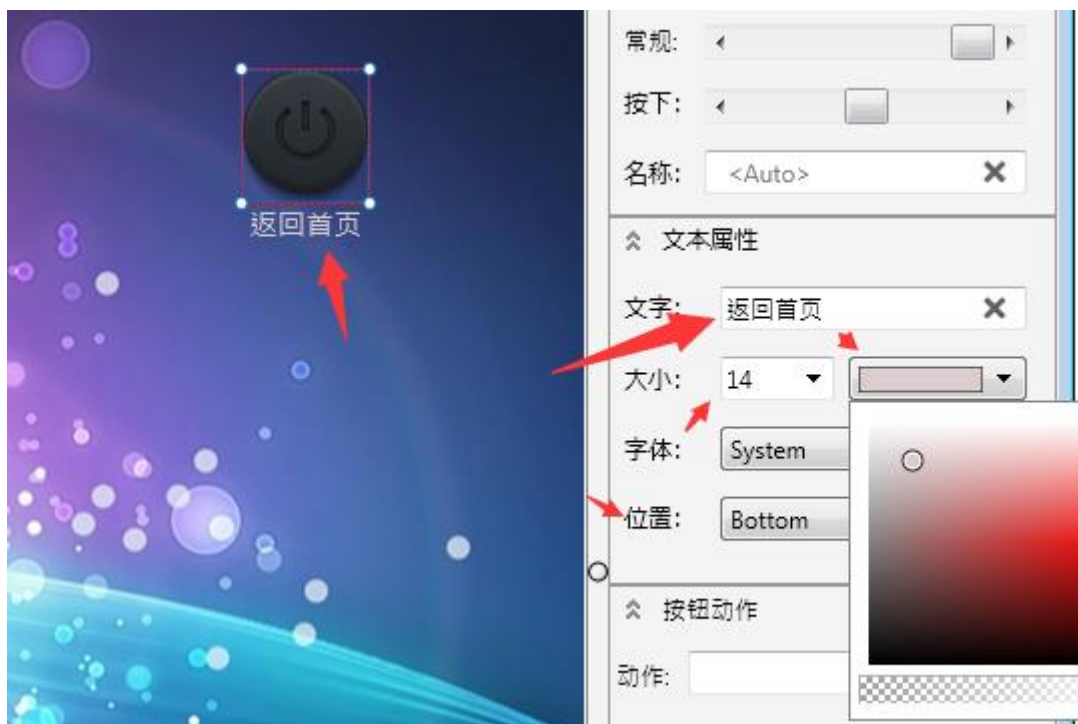 返回首页
常规:
按下:
名称: <Auto>
文本属性
文字: 返回首页
大小: 14
字体: System
位置: Bottom
按钮动作
动作: